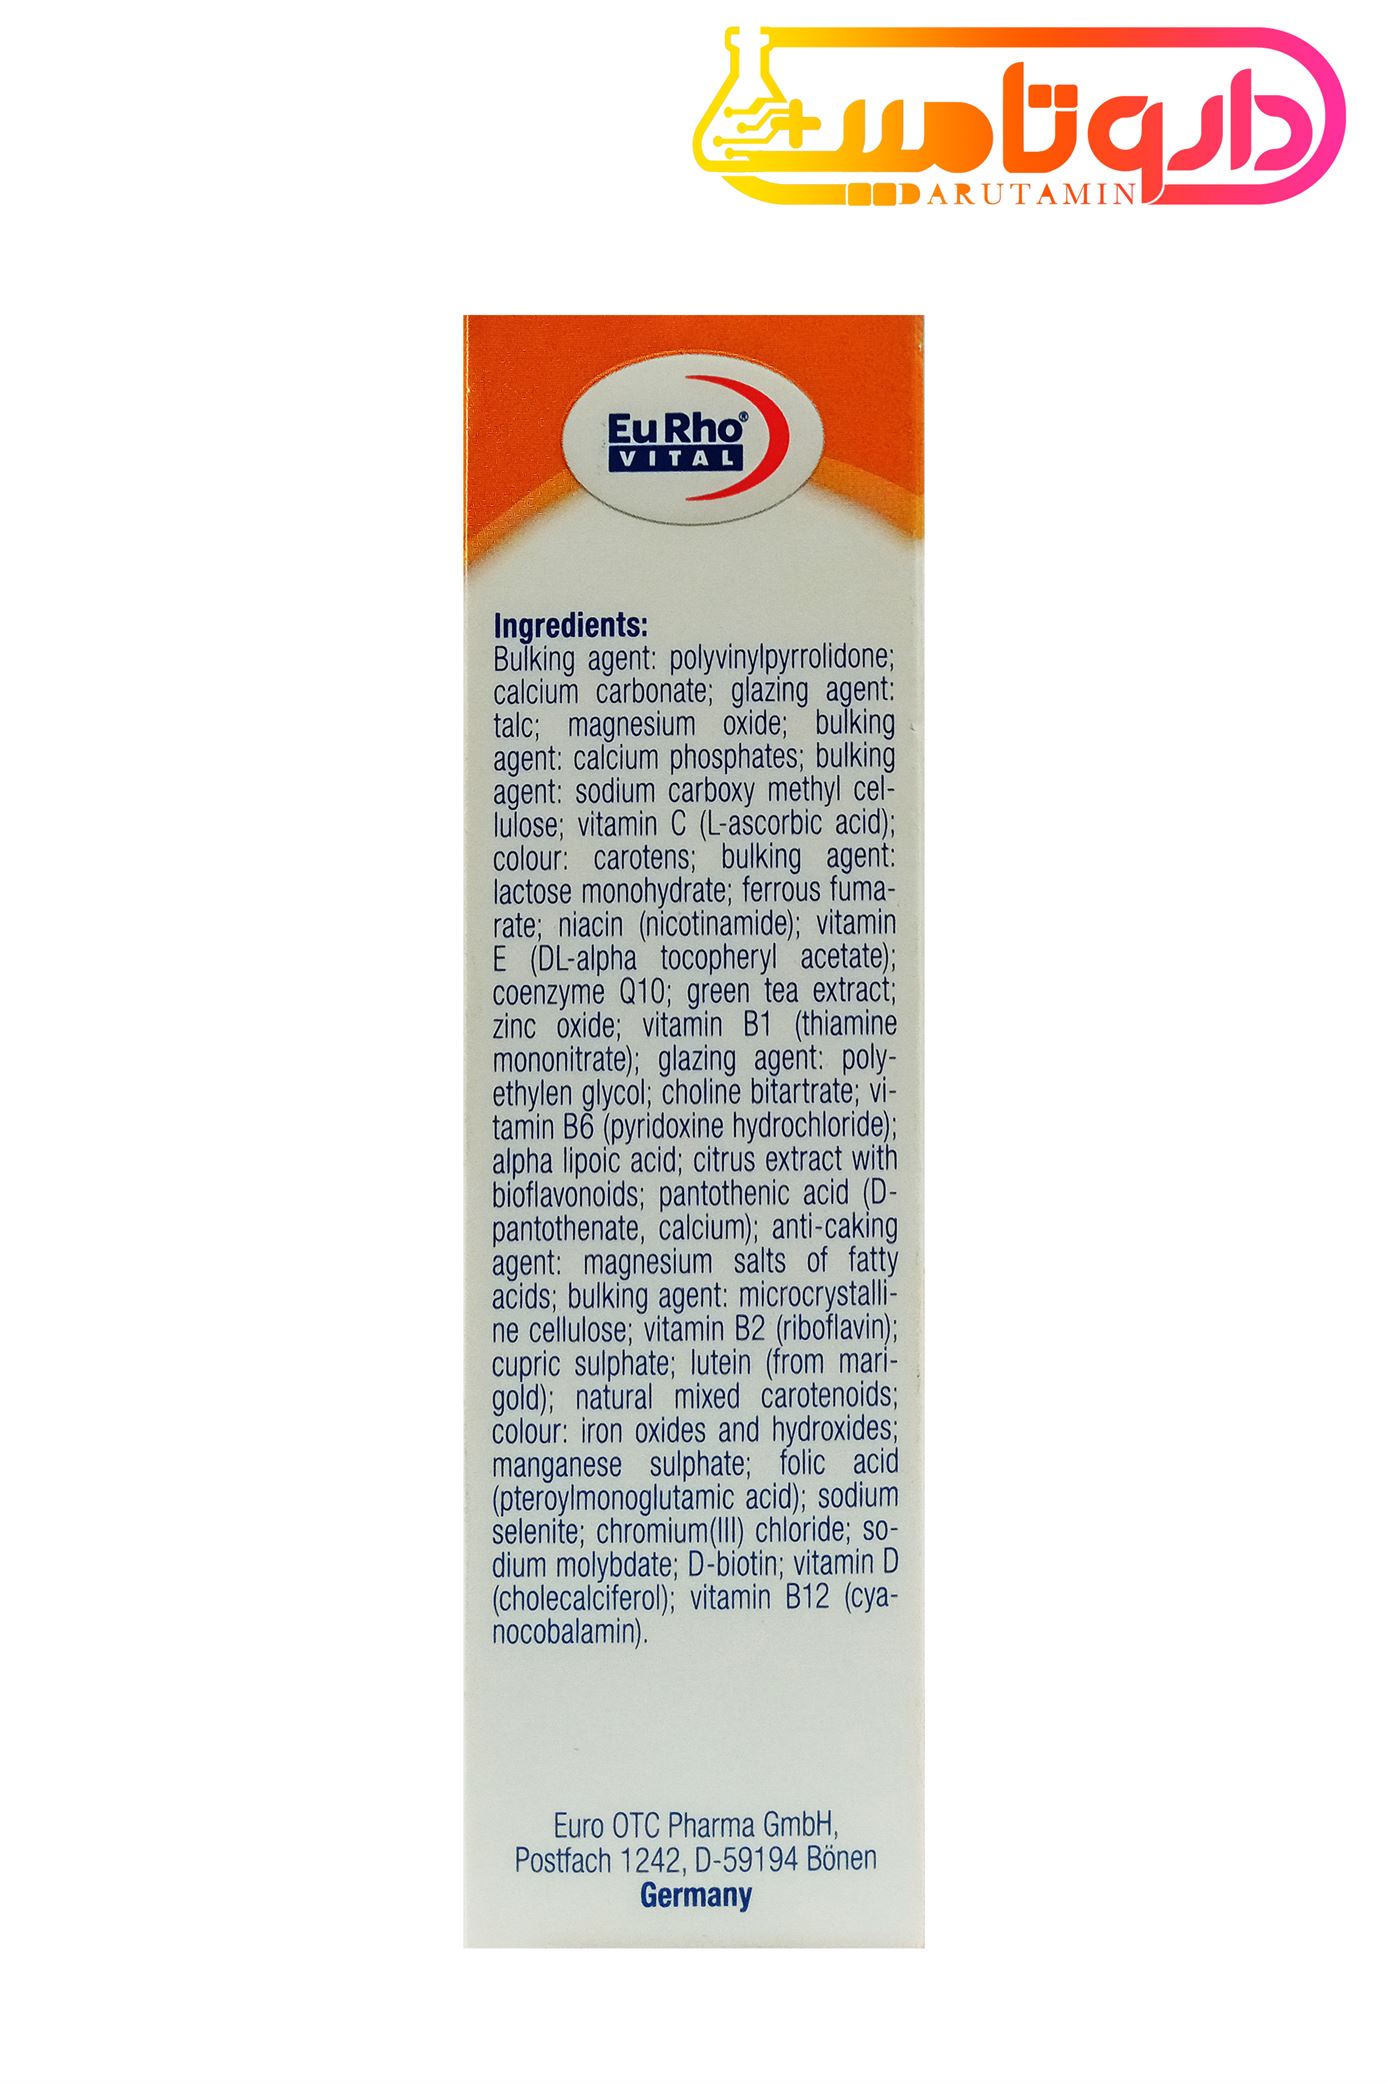 داروتامین
DARUTAMIN
EuRho®
VITAL
Ingredients:
Bulking agent: polyvinylpyrrolidone;
calcium carbonate; glazing agent:
talc; magnesium oxide; bulking
agent: calcium phosphates; bulking
agent: sodium carboxy methyl cel-
lulose; vitamin C (L-ascorbic acid);
colour: carotens; bulking agent:
lactose monohydrate; ferrous fuma-
rate; niacin (nicotinamide); vitamin
E (DL-alpha tocopheryl acetate);
coenzyme Q10; green tea extract;
zinc oxide; vitamin B1 (thiamine
mononitrate); glazing agent: poly-
ethylen glycol; choline bitartrate; vi-
tamin B6 (pyridoxine hydrochloride);
alpha lipoic acid; citrus extract with
bioflavonoids; pantothenic acid (D-
pantothenate, calcium); anti-caking
agent: magnesium salts of fatty
acids; bulking agent: microcrystalli-
ne cellulose; vitamin B2 (riboflavin);
cupric sulphate; lutein (from mari-
gold); natural mixed carotenoids;
colour: iron oxides and hydroxides;
manganese sulphate; folic acid
(pteroylmonoglutamic acid); sodium
selenite; chromium(III) chloride; so-
dium molybdate; D-biotin; vitamin D
(cholecalciferol); vitamin B12 (cya-
nocobalamin).
Euro OTC Pharma GmbH,
Postfach 1242, D-59194 Bönen
Germany